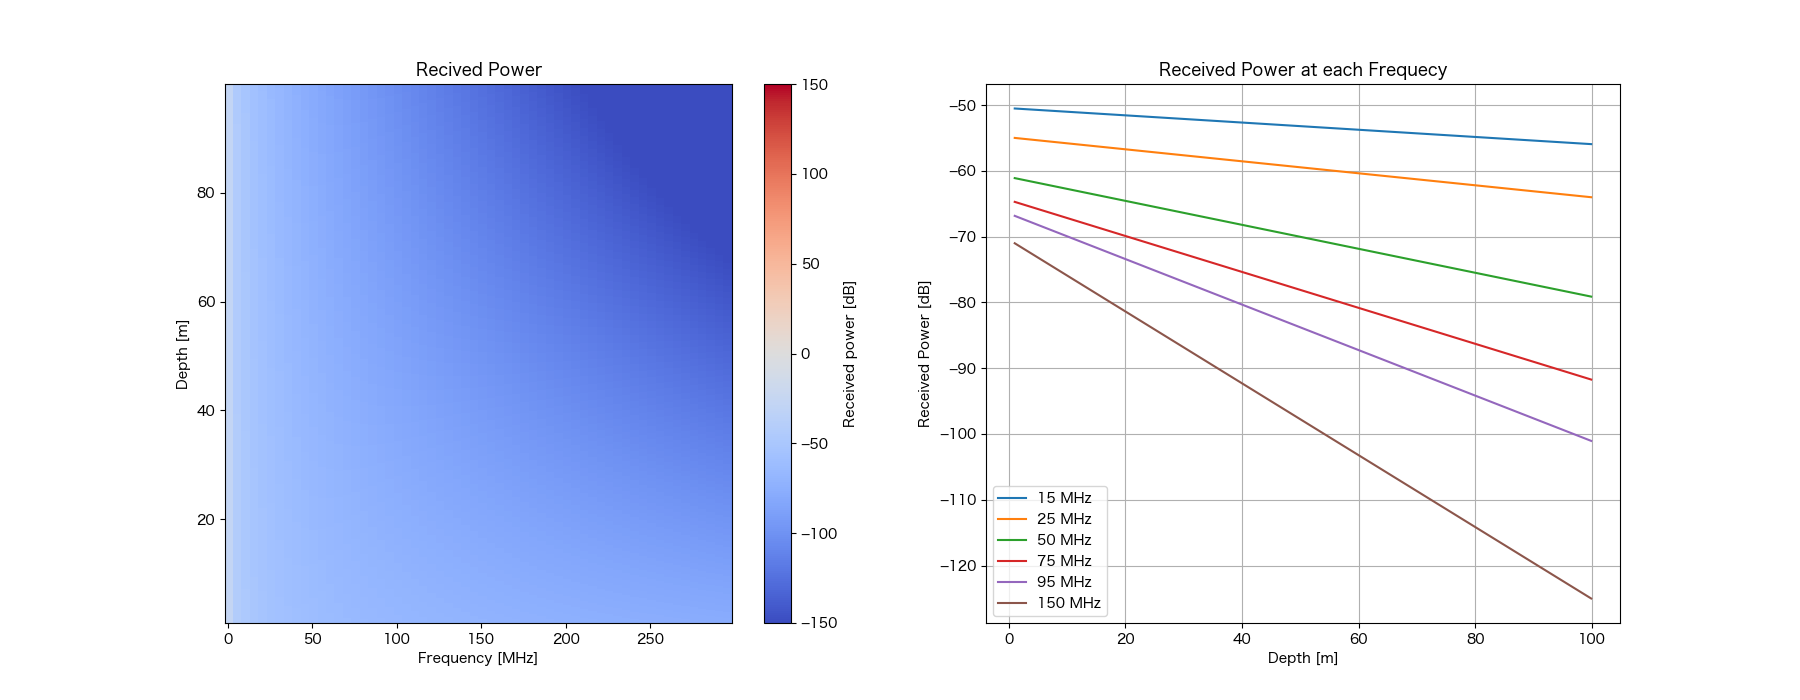 Recived Power
80
60
40
20
Depth [m]
0
50
100
150
200
250
Frequency [MHz]
150
100
50
0
−50
−100
−150
Received power [dB]
Received Power at each Frequecy
−50
−60
−70
−80
−90
−100
−110
−120
Received Power [dB]
15 MHz
25 MHz
50 MHz
75 MHz
95 MHz
150 MHz
0
20
40
60
80
100
Depth [m]